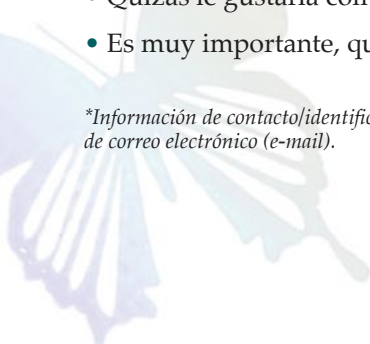 • Quizás le gustaría con
• Es muy importante, qu
*Información de contacto/identific
de correo electrónico (e-mail).